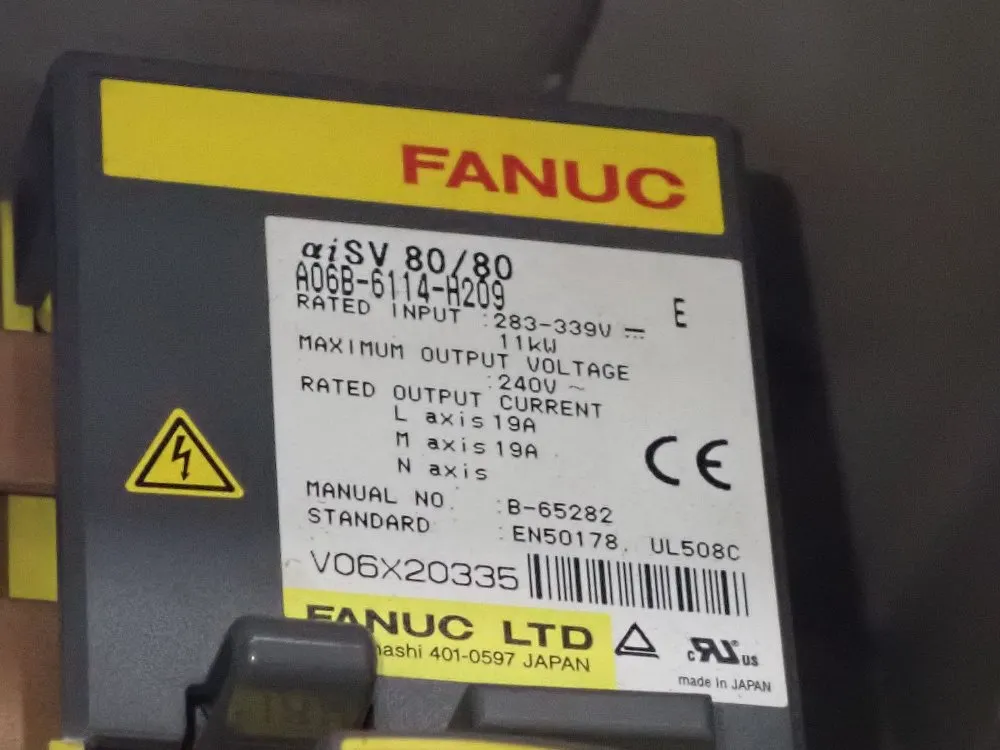 FANUC
αiSV 80/80
A06B-6114-H209
E
RATED INPUT : 283-339V ⎓
11kW
MAXIMUM OUTPUT VOLTAGE
: 240V ~
RATED OUTPUT CURRENT
L axis 19A
M axis 19A
N axis
CE
MANUAL NO. : B-65282
STANDARD : EN50178, UL508C
V06X20335
FANUC LTD
401-0597 JAPAN
c RU US
made in JAPAN